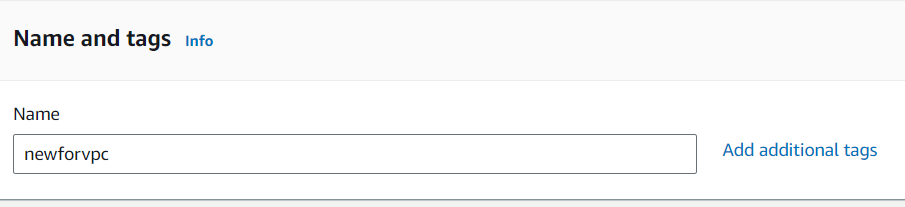 Name and tags Info
Name
newforvpc
Add additional tags